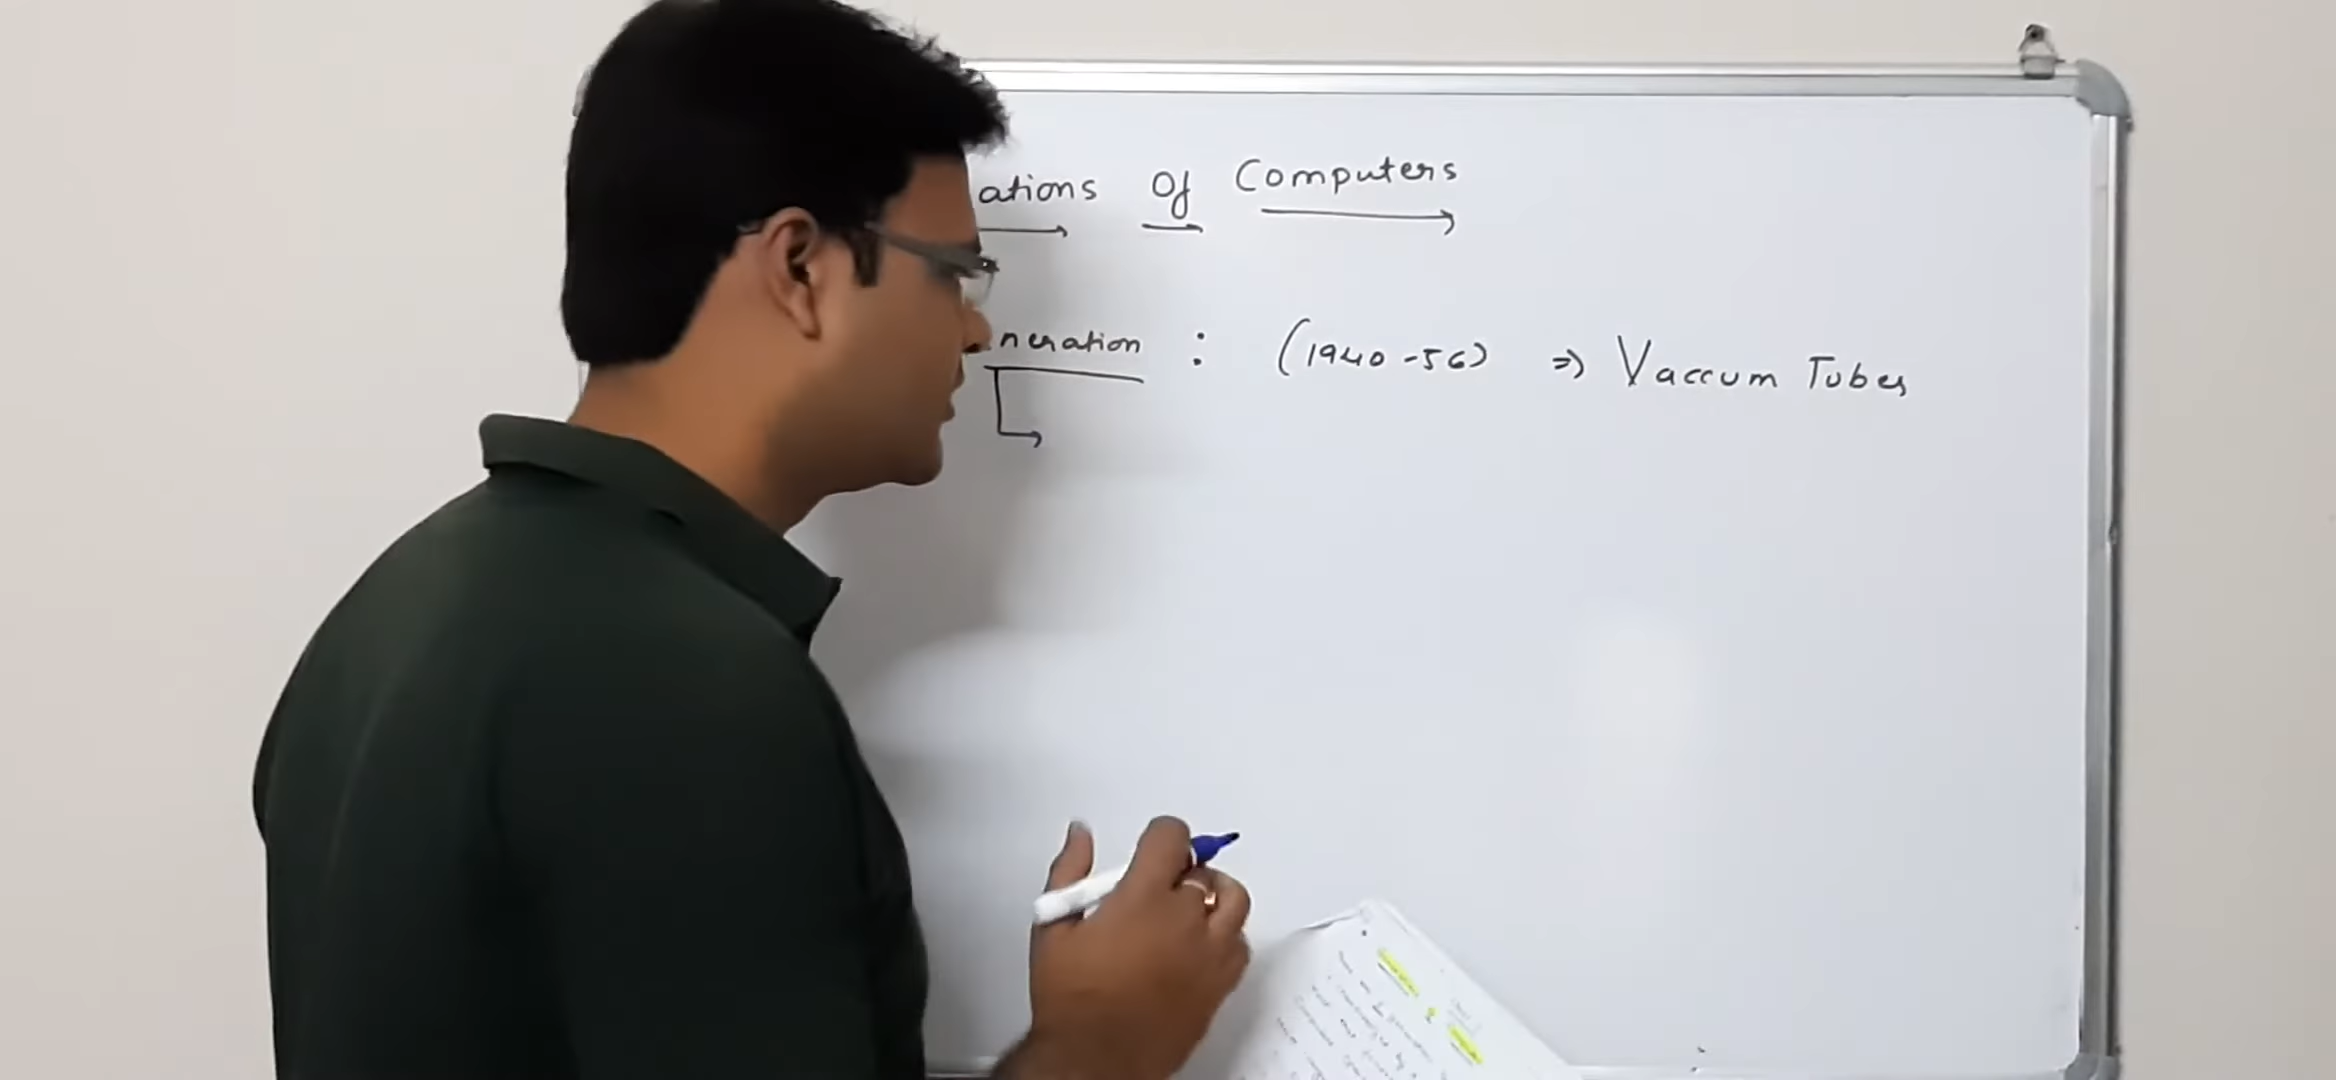 ations Of Computers
neration : (1940-56) ⇒ Vaccum Tubes